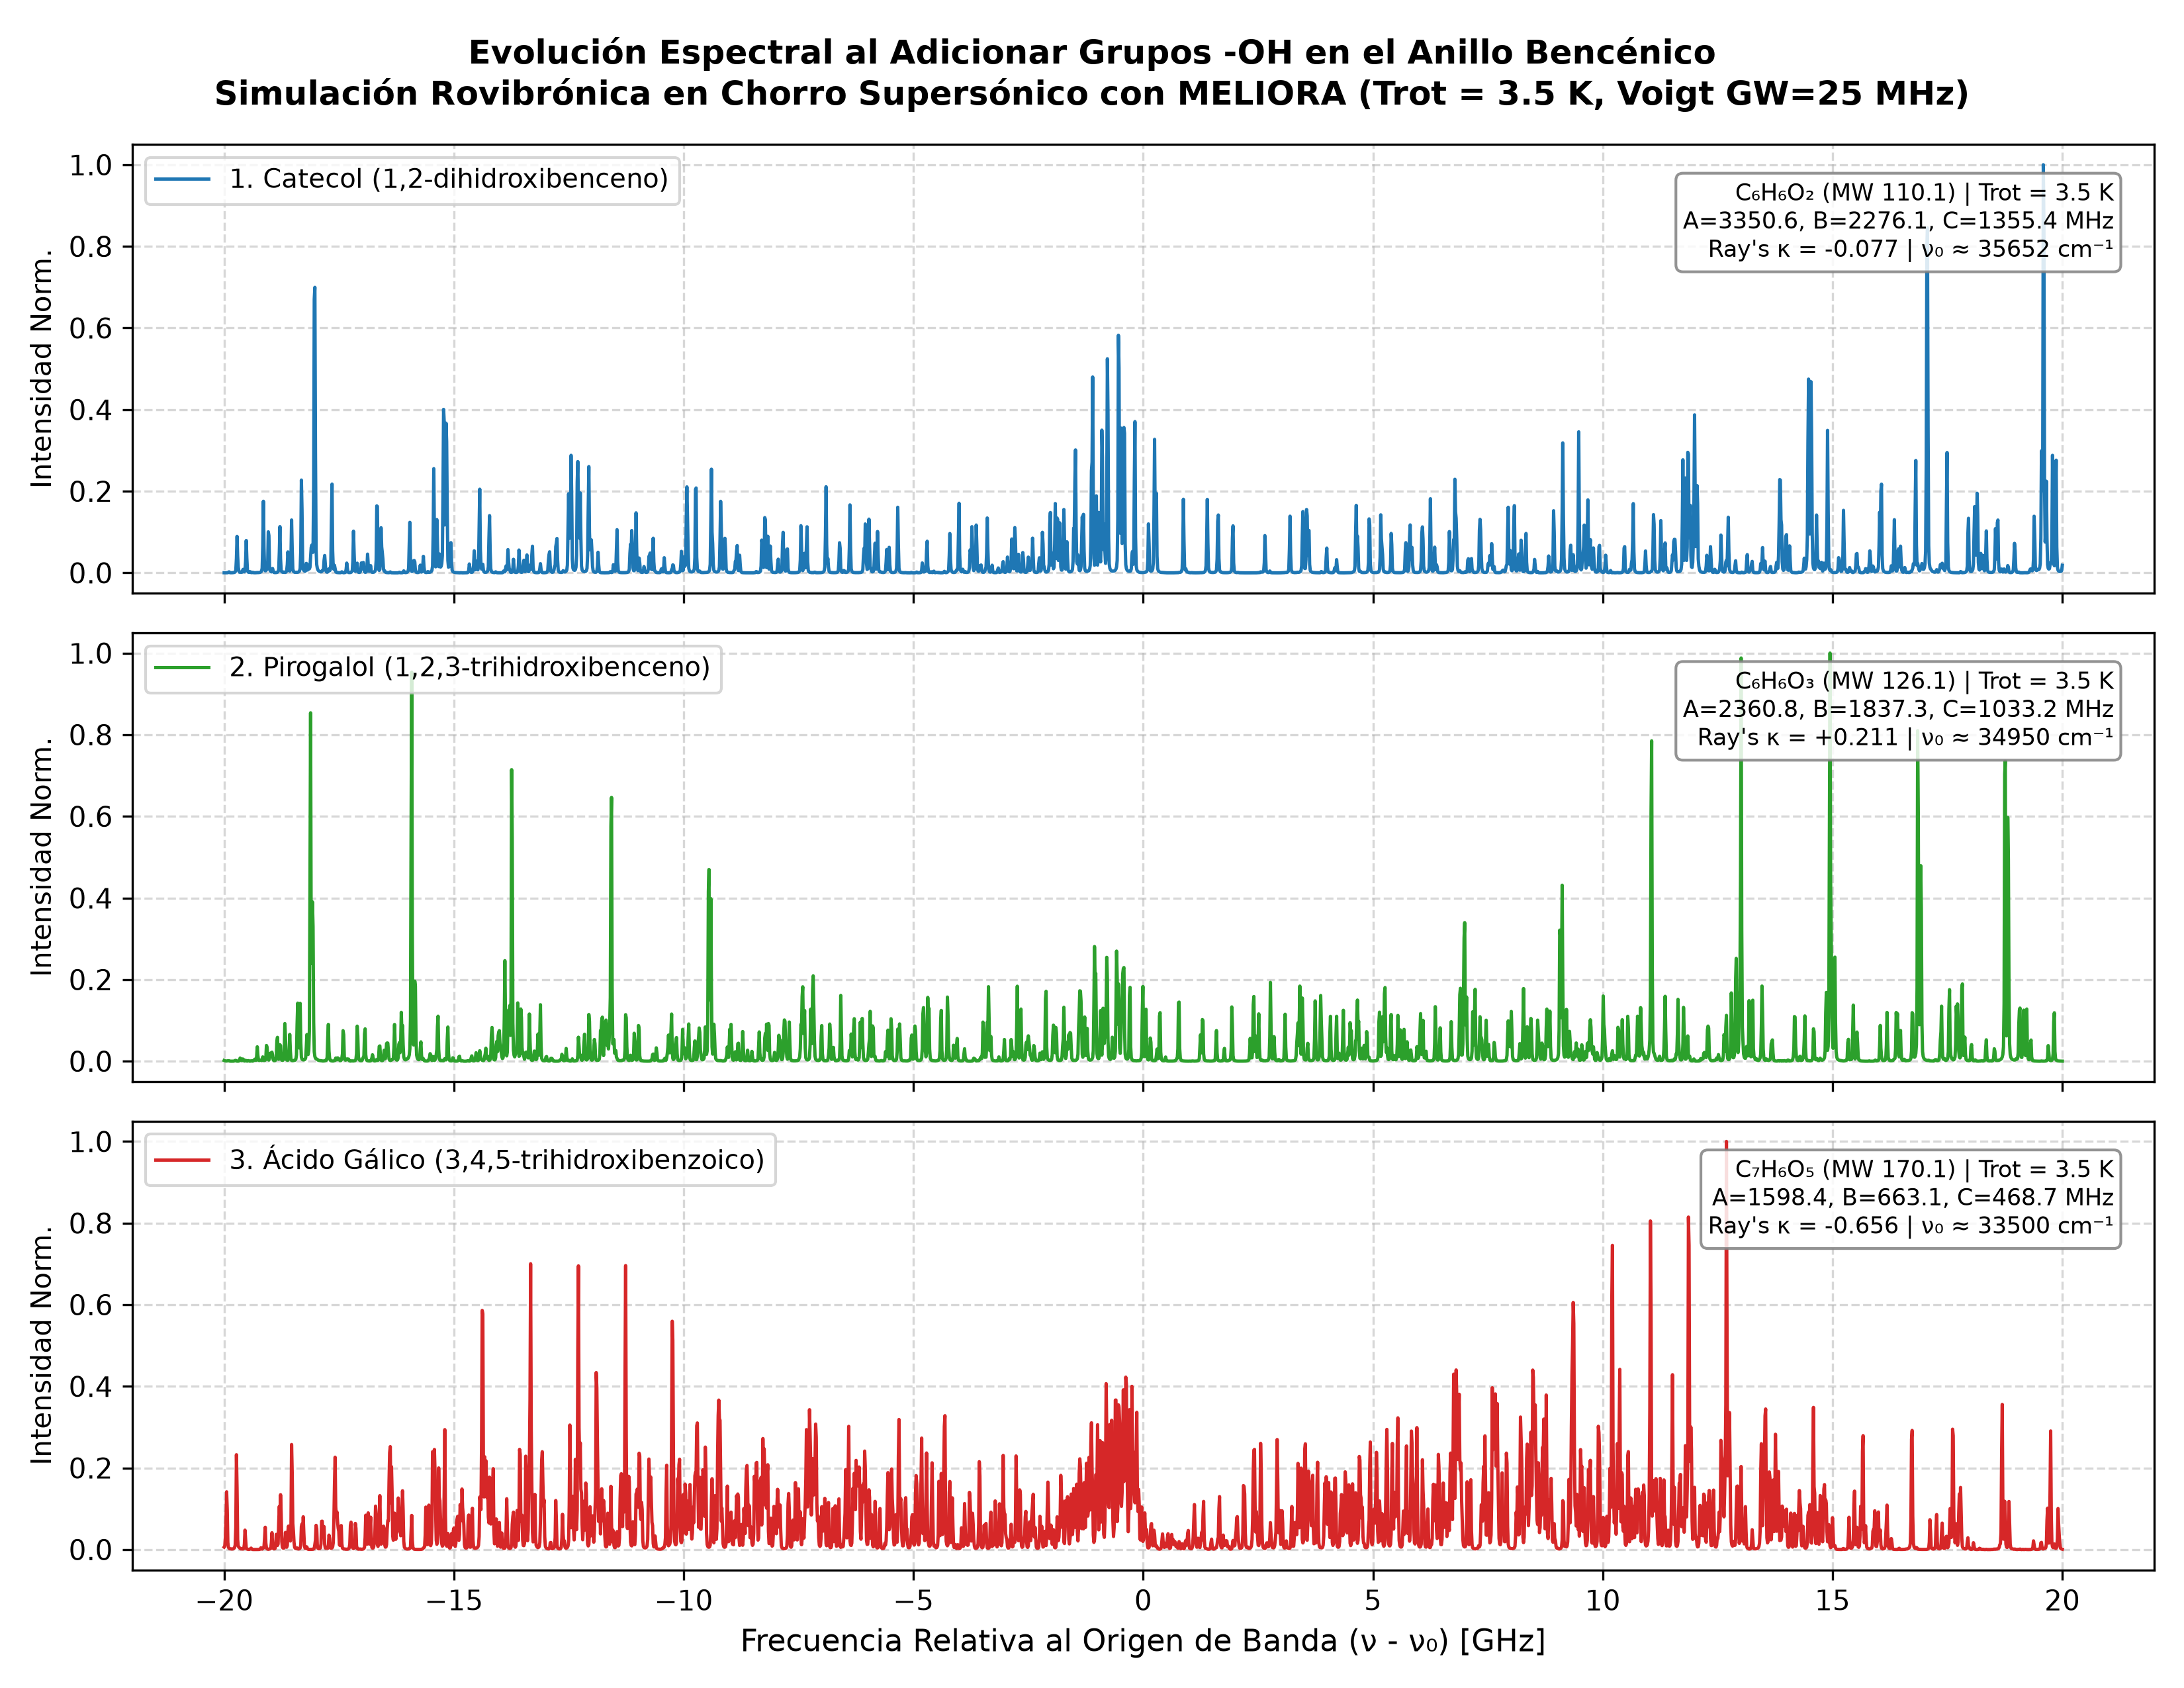 Evolución Espectral al Adicionar Grupos -OH en el Anillo Bencénico
Simulación Rovibrónica en Chorro Supersónico con MELIORA (Trot = 3.5 K, Voigt GW=25 MHz)
Intensidad Norm.
1.0
0.8
0.6
0.4
0.2
0.0
1. Catecol (1,2-dihidroxibenceno)
C₆H₆O₂ (MW 110.1) | Trot = 3.5 K
A=3350.6, B=2276.1, C=1355.4 MHz
Ray's κ = -0.077 | ν₀ ≈ 35652 cm⁻¹
Intensidad Norm.
1.0
0.8
0.6
0.4
0.2
0.0
2. Pirogalol (1,2,3-trihidroxibenceno)
C₆H₆O₃ (MW 126.1) | Trot = 3.5 K
A=2360.8, B=1837.3, C=1033.2 MHz
Ray's κ = +0.211 | ν₀ ≈ 34950 cm⁻¹
Intensidad Norm.
1.0
0.8
0.6
0.4
0.2
0.0
3. Ácido Gálico (3,4,5-trihidroxibenzoico)
C₇H₆O₅ (MW 170.1) | Trot = 3.5 K
A=1598.4, B=663.1, C=468.7 MHz
Ray's κ = -0.656 | ν₀ ≈ 33500 cm⁻¹
−20 −15 −10 −5 0 5 10 15 20
Frecuencia Relativa al Origen de Banda (ν - ν₀) [GHz]